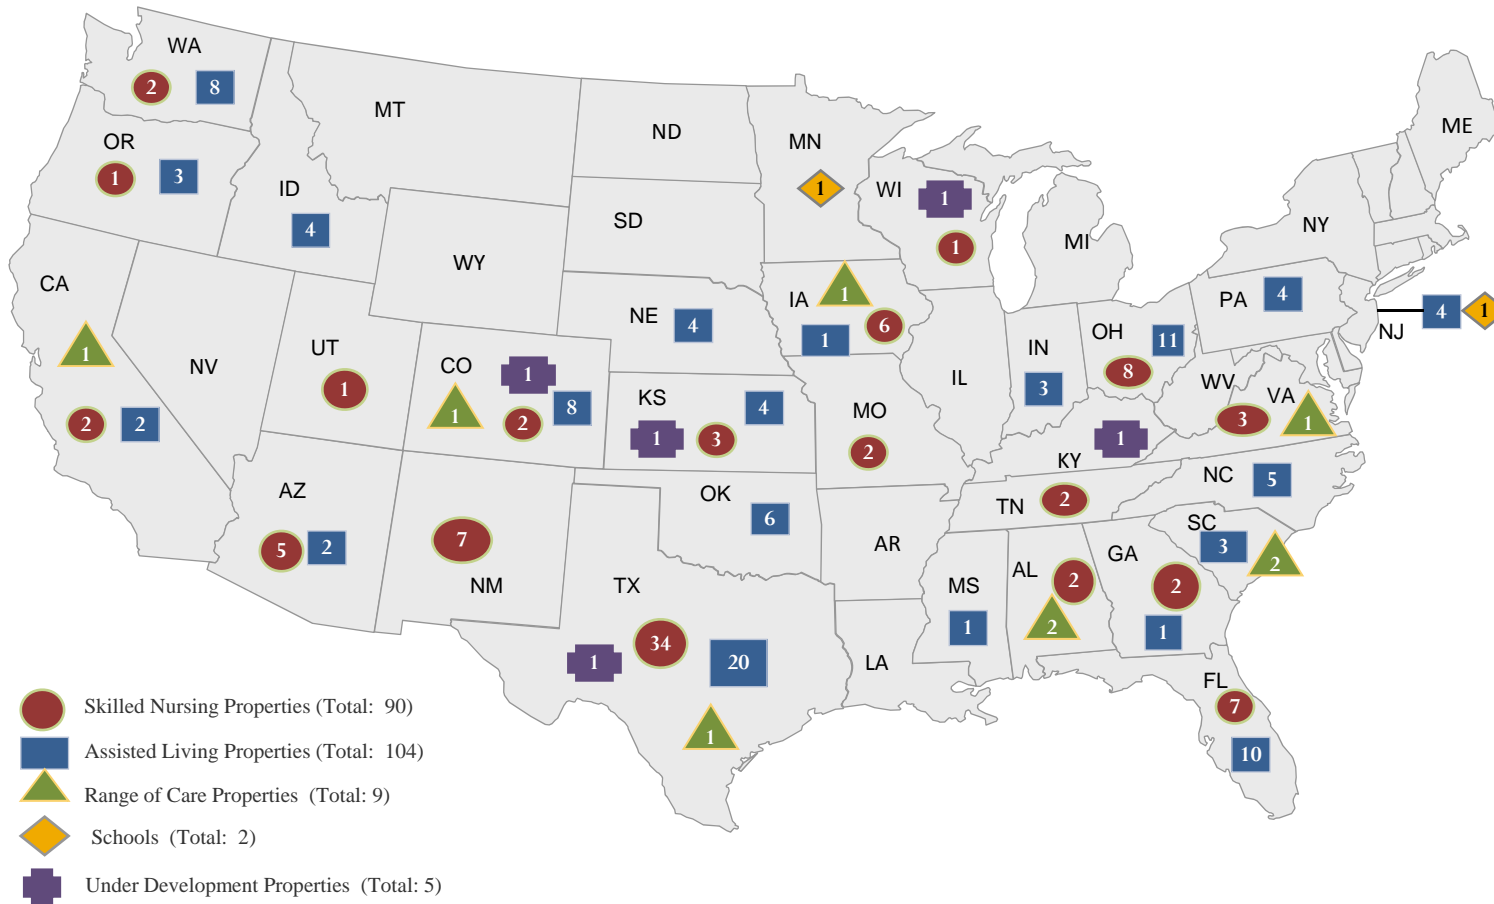 WA
2 8
OR
1 3
MT
ID
4
ND
MN
1
WI
1
1
MI
ME
NY
SD
WY
CA
1
2 2
NV
UT
1
CO
1
1 2 8
NE
4
IA
1
1 6
KS
1 3 4
MO
2
IL
IN
3
OH
11
8
PA
4
NJ
4 1
WV
3
VA
1
KY
1
AZ
5 2
NM
7
OK
6
AR
TN
2
NC
5
SC
3
2
TX
34
1 20
1
LA
MS
1
AL
2
2
GA
2
1
FL
7
10
Skilled Nursing Properties (Total: 90)
Assisted Living Properties (Total: 104)
Range of Care Properties (Total: 9)
Schools (Total: 2)
Under Development Properties (Total: 5)